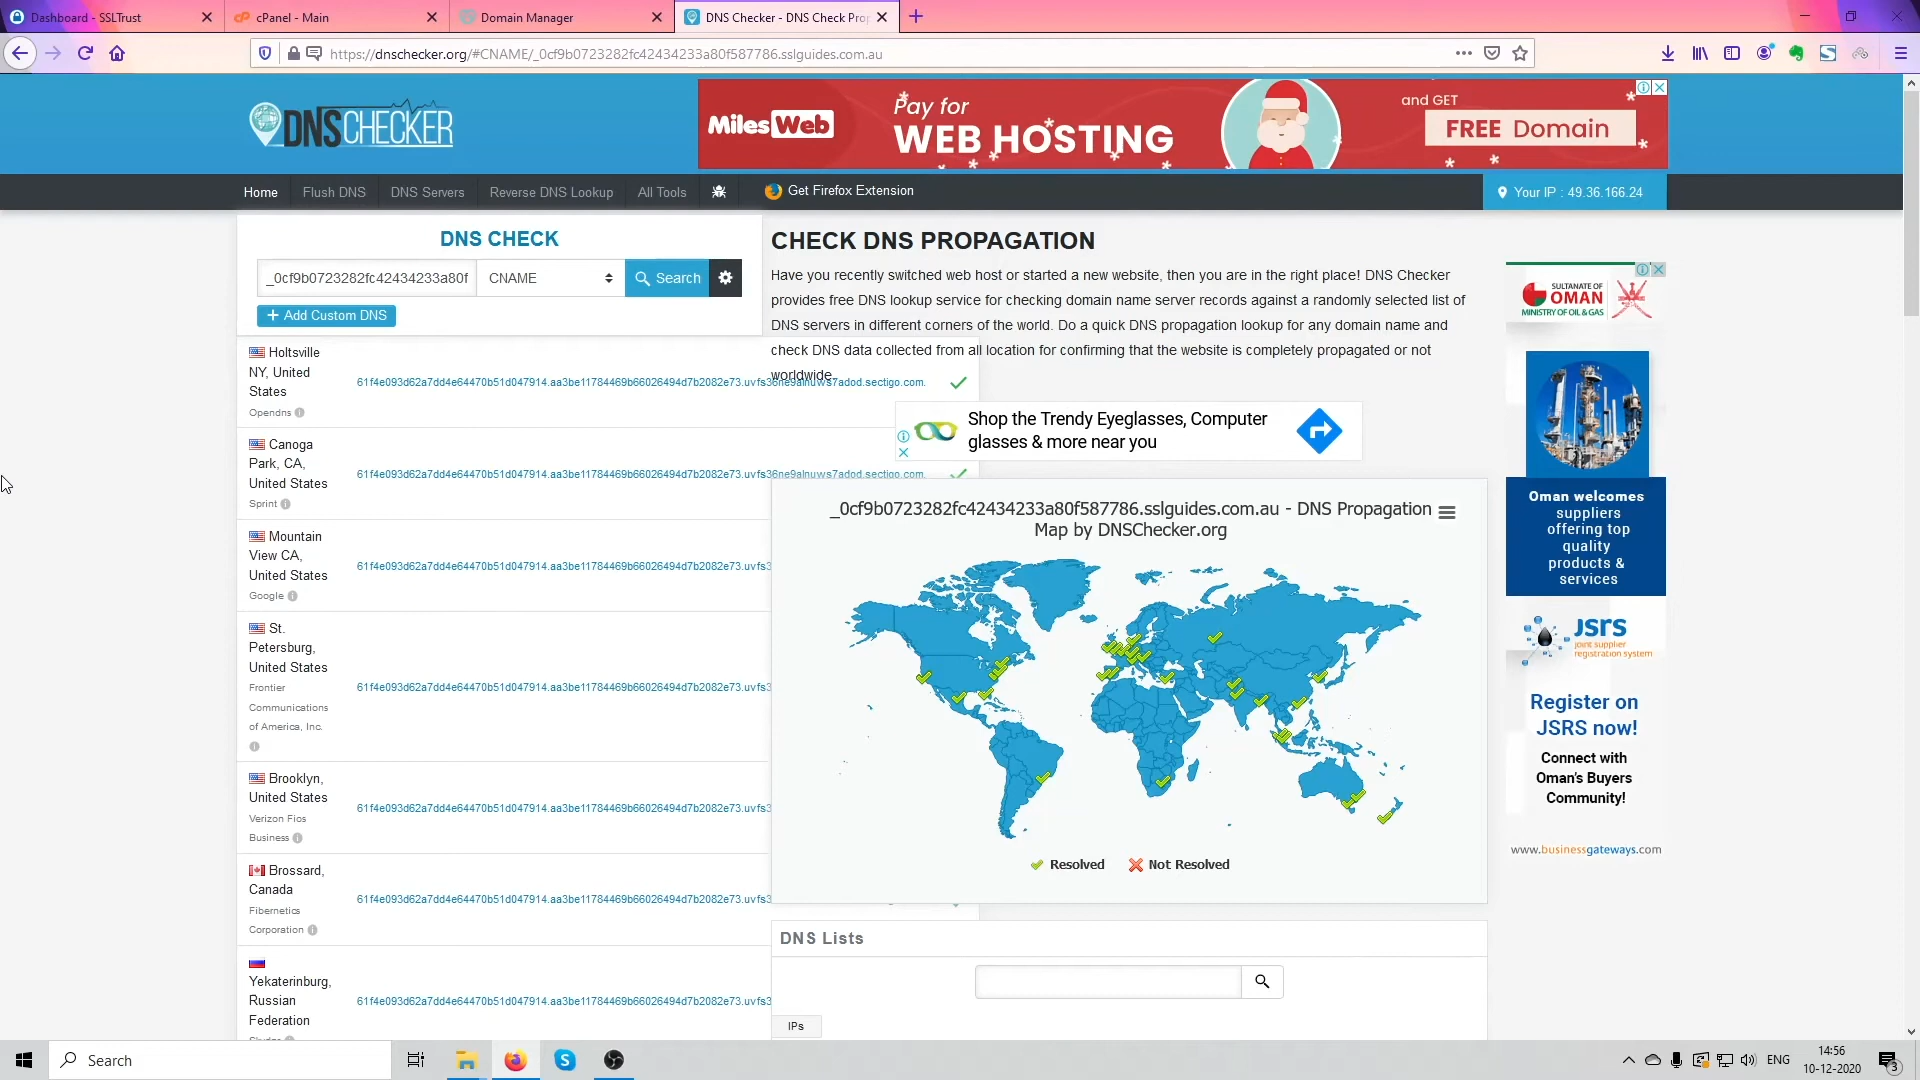 Dashboard - SSLTrust
cPanel - Main
Domain Manager
DNS Checker - DNS Check Prop
https://dnschecker.org/#CNAME/_0cf9b0723282fc42434233a80f587786.sslguides.com.au
DNSCHECKER
MilesWeb
Pay for
WEB HOSTING
and GET
FREE Domain
Home
Flush DNS
DNS Servers
Reverse DNS Lookup
All Tools
Get Firefox Extension
Your IP : 49.36.166.24
DNS CHECK
_0cf9b0723282fc42434233a80f
CNAME
Search
+ Add Custom DNS
Holtsville
NY, United
States
Opendns
61f4e093d62a7dd4e64470b51d047914.aa3be11784469b66026494d7b2082e73.uvfs36ne9alnuws7adod.sectigo.com.
Canoga
Park, CA,
United States
Sprint
61f4e093d62a7dd4e64470b51d047914.aa3be11784469b66026494d7b2082e73.uvfs36ne9alnuws7adod.sectigo.com.
Mountain
View CA,
United States
Google
61f4e093d62a7dd4e64470b51d047914.aa3be11784469b66026494d7b2082e73.uvfs3
St.
Petersburg,
United States
Frontier
Communications
of America, Inc.
61f4e093d62a7dd4e64470b51d047914.aa3be11784469b66026494d7b2082e73.uvfs3
Brooklyn,
United States
Verizon Fios
Business
61f4e093d62a7dd4e64470b51d047914.aa3be11784469b66026494d7b2082e73.uvfs3
Brossard,
Canada
Fibernetics
Corporation
61f4e093d62a7dd4e64470b51d047914.aa3be11784469b66026494d7b2082e73.uvfs3
Yekaterinburg,
Russian
Federation
61f4e093d62a7dd4e64470b51d047914.aa3be11784469b66026494d7b2082e73.uvfs3
CHECK DNS PROPAGATION
Have you recently switched web host or started a new website, then you are in the right place! DNS Checker
provides free DNS lookup service for checking domain name server records against a randomly selected list of
DNS servers in different corners of the world. Do a quick DNS propagation lookup for any domain name and
check DNS data collected from all location for confirming that the website is completely propagated or not
worldwide.
Shop the Trendy Eyeglasses, Computer
glasses & more near you
_0cf9b0723282fc42434233a80f587786.sslguides.com.au - DNS Propagation
Map by DNSChecker.org
Resolved
Not Resolved
DNS Lists
IPs
SULTANATE OF
OMAN
MINISTRY OF OIL & GAS
Oman welcomes
suppliers
offering top
quality
products &
services
JSRS
joint supplier
registration system
Register on
JSRS now!
Connect with
Oman's Buyers
Community!
www.businessgateways.com
Search
ENG
14:56
10-12-2020
3